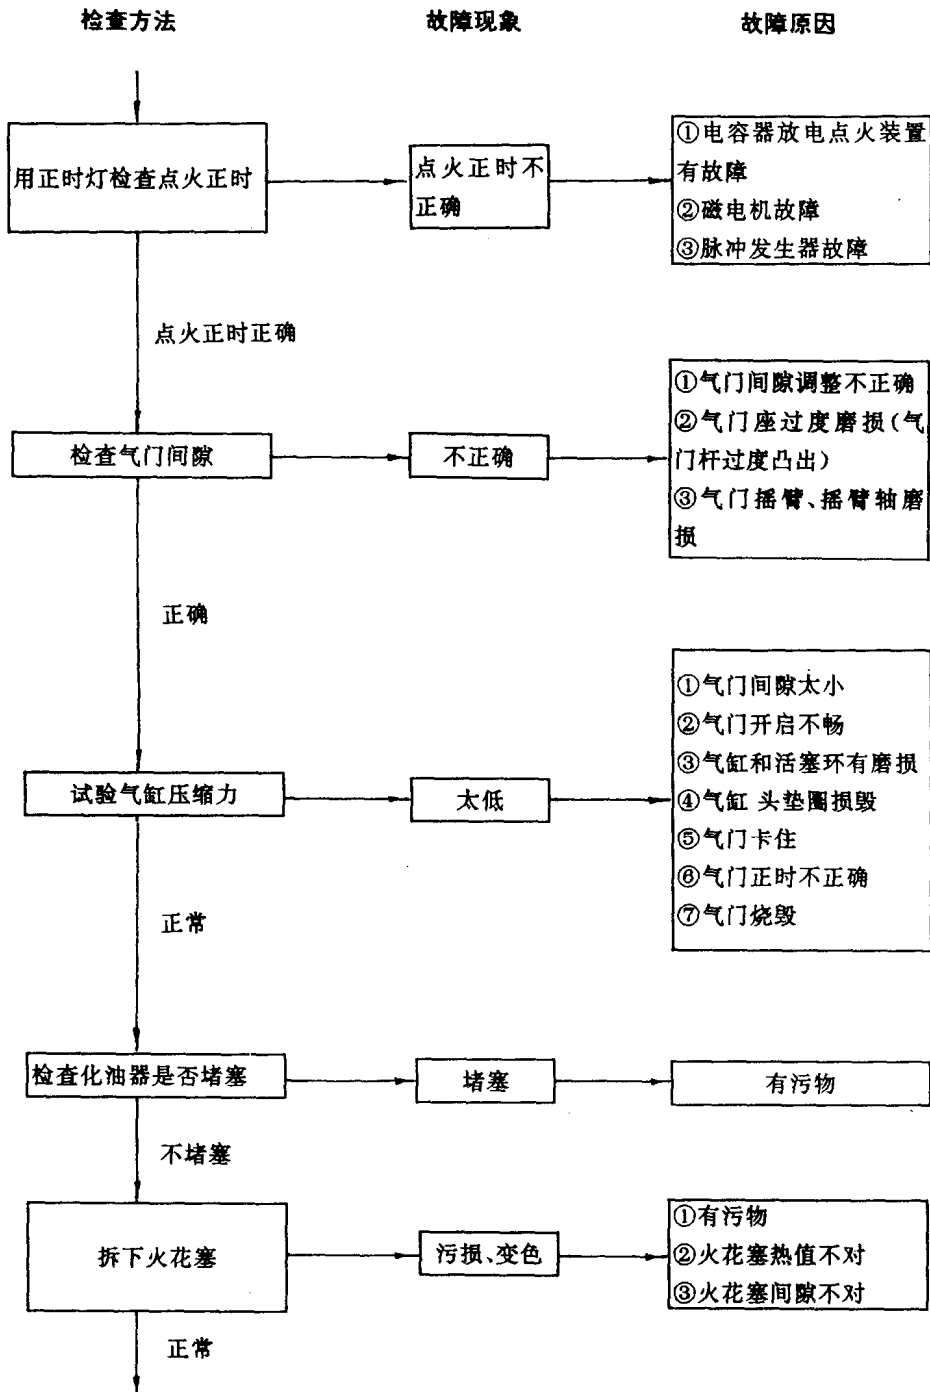 检查方法
故障现象
故障原因
用正时灯检查点火正时
点火正时不
正确
①电容器放电点火装置
有故障
②磁电机故障
③脉冲发生器故障
点火正时正确
检查气门间隙
不正确
①气门间隙调整不正确
②气门座过度磨损(气
门杆过度凸出)
③气门摇臂、摇臂轴磨
损
正确
试验气缸压缩力
太低
①气门间隙太小
②气门开启不畅
③气缸和活塞环有磨损
④气缸 头垫圈损毁
⑤气门卡住
⑥气门正时不正确
⑦气门烧毁
正常
检查化油器是否堵塞
堵塞
有污物
不堵塞
拆下火花塞
污损、变色
①有污物
②火花塞热值不对
③火花塞间隙不对
正常